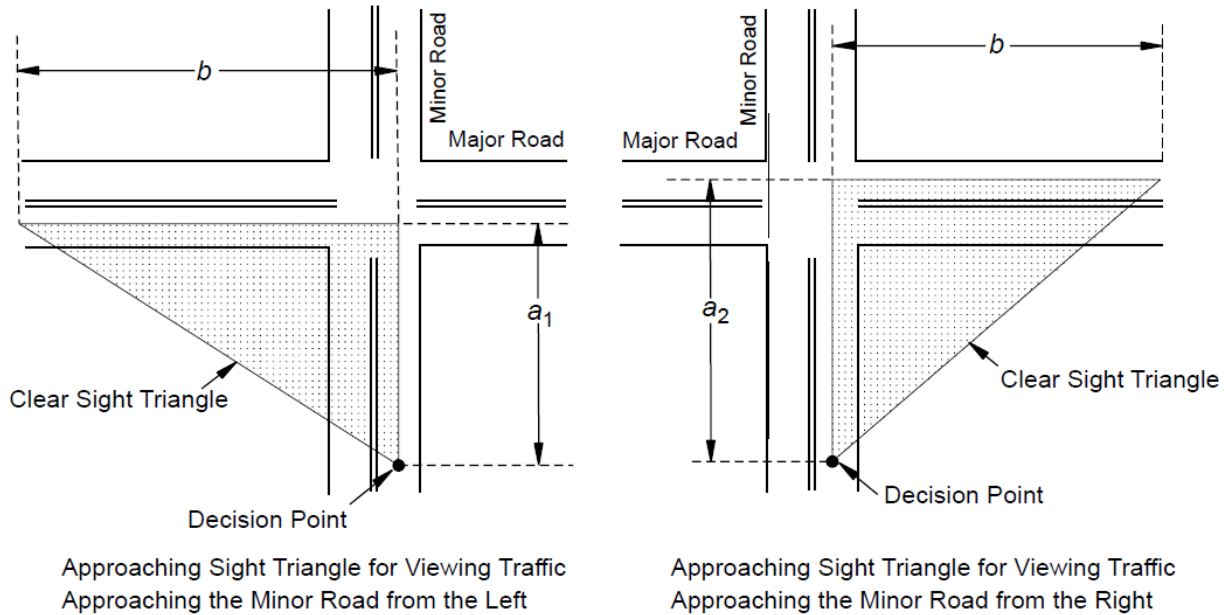 b
Minor Road
Major Road
a1
Clear Sight Triangle
Decision Point
Approaching Sight Triangle for Viewing Traffic
Approaching the Minor Road from the Left
b
Minor Road
Major Road
a2
Clear Sight Triangle
Decision Point
Approaching Sight Triangle for Viewing Traffic
Approaching the Minor Road from the Right